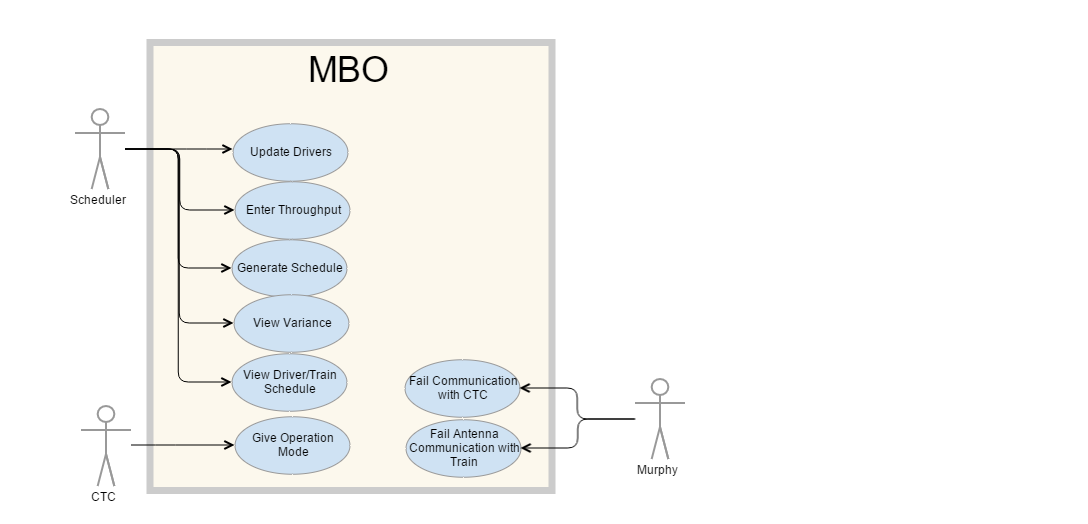 MBO
Update Drivers
Scheduler
Enter Throughput
Generate Schedule
View Variance
View Driver/Train
Schedule
Fail Communication
with CTC
Give Operation
Mode
Fail Antenna
Communication with
Train
Murphy
CTC